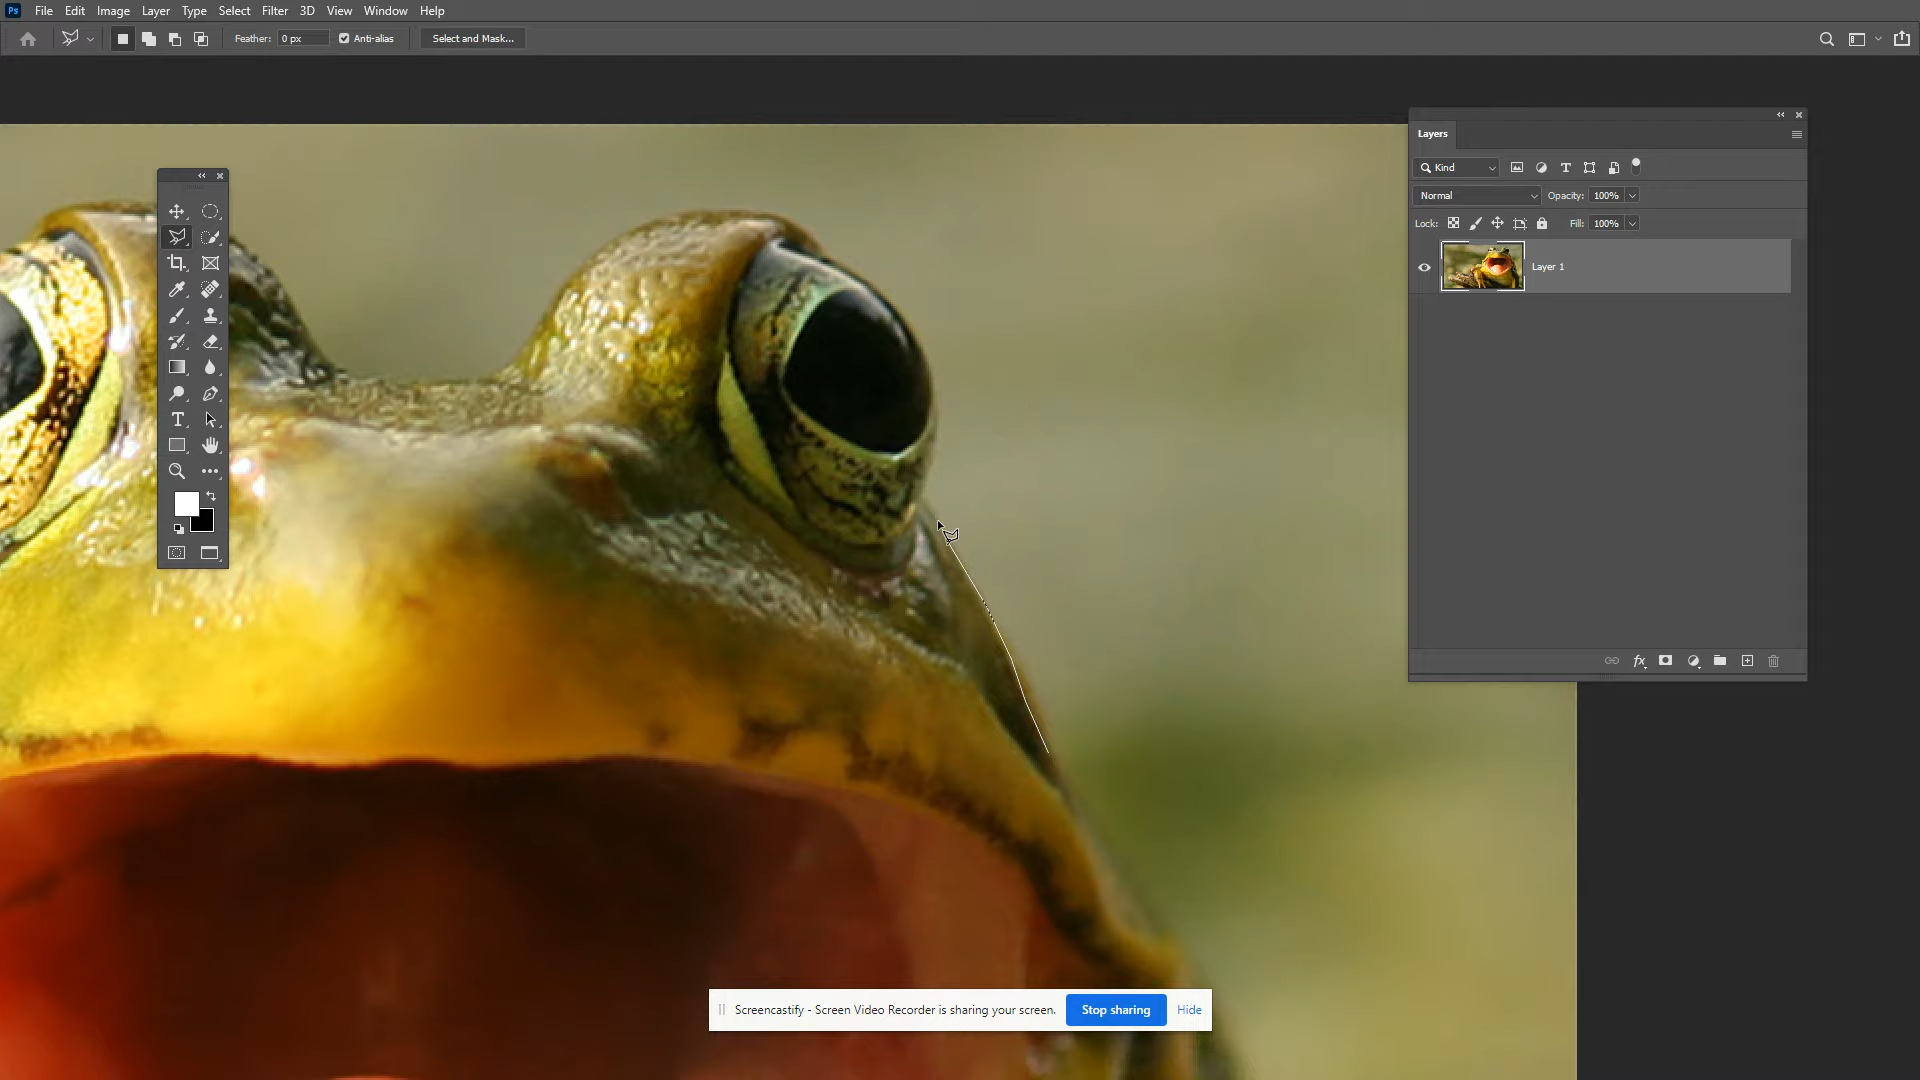 Ps File Edit Image Layer Type Select Filter 3D View Window Help
Feather: 0 px Anti-alias Select and Mask...
Layers
Kind
Normal Opacity: 100%
Lock: Fill: 100%
Layer 1
Screencastify - Screen Video Recorder is sharing your screen. Stop sharing Hide